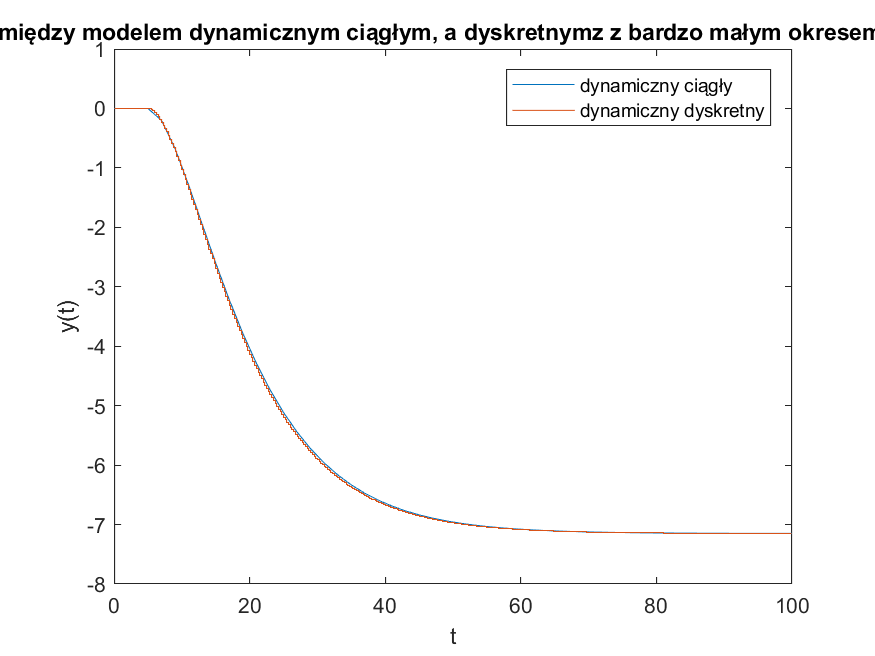 między modelem dynamicznym ciągłym, a dyskretnymz z bardzo małym okresem
dynamiczny ciągły
dynamiczny dyskretny
1
0
-1
-2
-3
-4
-5
-6
-7
-8
y(t)
0 20 40 60 80 100
t